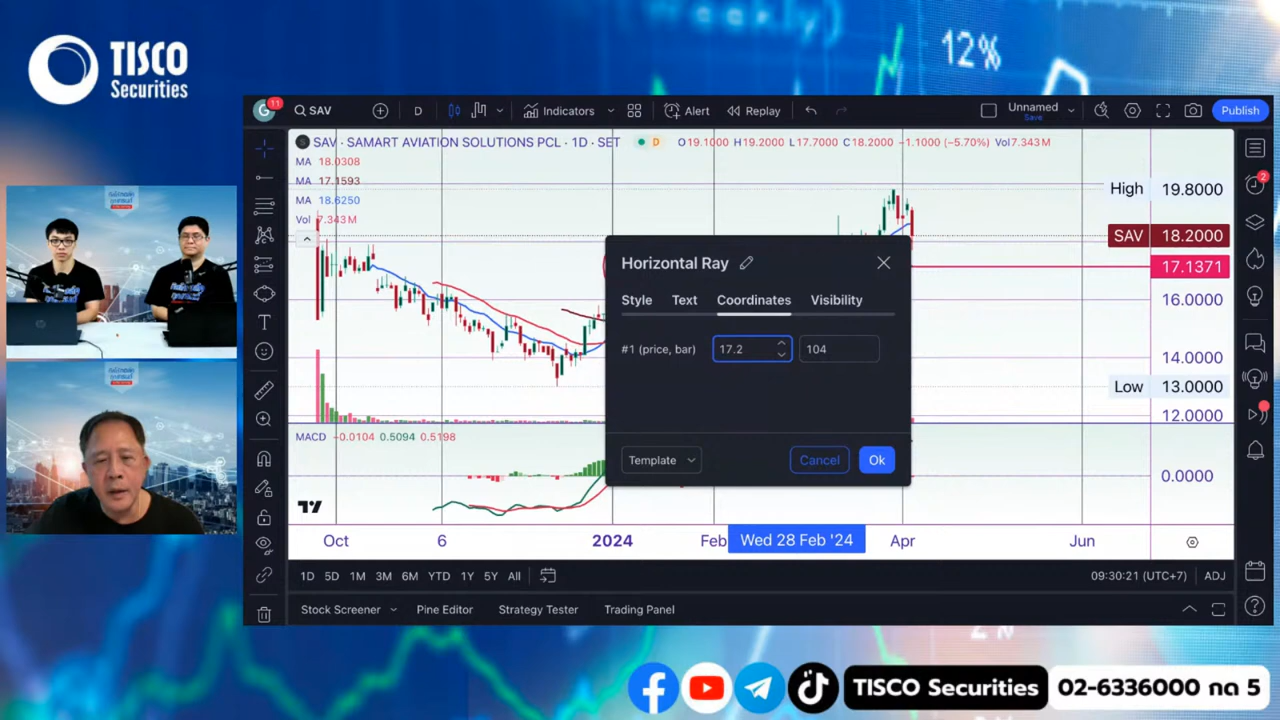 12%
TISCO
Securities
11
SAV
D
Indicators
Alert
Replay
Unnamed
Save
Publish
SAV · SAMART AVIATION SOLUTIONS PCL · 1D · SET
D
O19.1000 H19.2000 L17.7000 C18.2000 −1.1000 (−5.70%) Vol7.343M
MA 18.0308
MA 17.1593
MA 18.6250
Vol 7.343M
High 19.8000
SAV 18.2000
17.1371
16.0000
14.0000
Low 13.0000
12.0000
2
Horizontal Ray
Style
Text
Coordinates
Visibility
#1 (price, bar)
17.2
104
Template
Cancel
Ok
MACD −0.0104 0.5094 0.5198
0.0000
Oct
6
2024
Feb
Wed 28 Feb '24
Apr
Jun
1D 5D 1M 3M 6M YTD 1Y 5Y All
09:30:21 (UTC+7)
ADJ
Stock Screener
Pine Editor
Strategy Tester
Trading Panel
TISCO Securities
02-6336000 กด 5